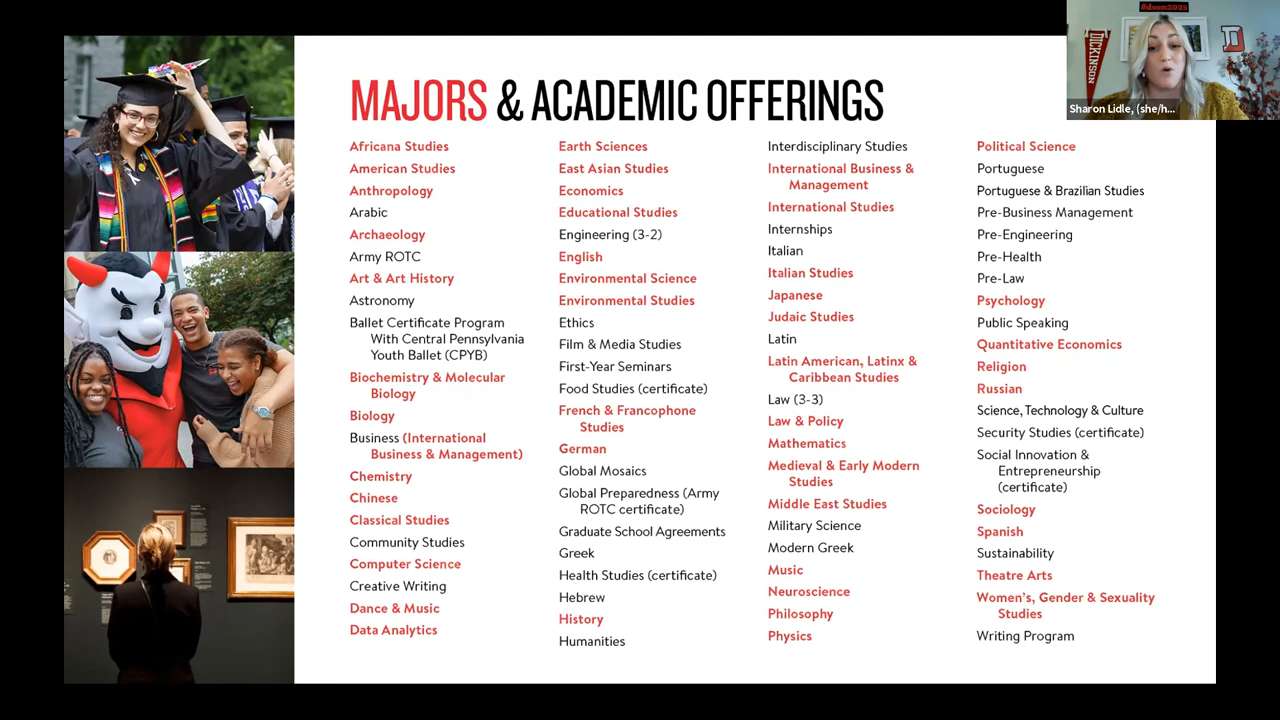 MAJORS & ACADEMIC OFFERINGS
Africana Studies
American Studies
Anthropology
Arabic
Archaeology
Army ROTC
Art & Art History
Astronomy
Ballet Certificate Program
With Central Pennsylvania
Youth Ballet (CPYB)
Biochemistry & Molecular
Biology
Biology
Business (International
Business & Management)
Chemistry
Chinese
Classical Studies
Community Studies
Computer Science
Creative Writing
Dance & Music
Data Analytics
Earth Sciences
East Asian Studies
Economics
Educational Studies
Engineering (3-2)
English
Environmental Science
Environmental Studies
Ethics
Film & Media Studies
First-Year Seminars
Food Studies (certificate)
French & Francophone
Studies
German
Global Mosaics
Global Preparedness (Army
ROTC certificate)
Graduate School Agreements
Greek
Health Studies (certificate)
Hebrew
History
Humanities
Interdisciplinary Studies
International Business &
Management
International Studies
Internships
Italian
Italian Studies
Japanese
Judaic Studies
Latin
Latin American, Latinx &
Caribbean Studies
Law (3-3)
Law & Policy
Mathematics
Medieval & Early Modern
Studies
Middle East Studies
Military Science
Modern Greek
Music
Neuroscience
Philosophy
Physics
Political Science
Portuguese
Portuguese & Brazilian Studies
Pre-Business Management
Pre-Engineering
Pre-Health
Pre-Law
Psychology
Public Speaking
Quantitative Economics
Religion
Russian
Science, Technology & Culture
Security Studies (certificate)
Social Innovation &
Entrepreneurship
(certificate)
Sociology
Spanish
Sustainability
Theatre Arts
Women's, Gender & Sexuality
Studies
Writing Program
#dson2025
DICKINSON
D
Sharon Lidle, (she/h...